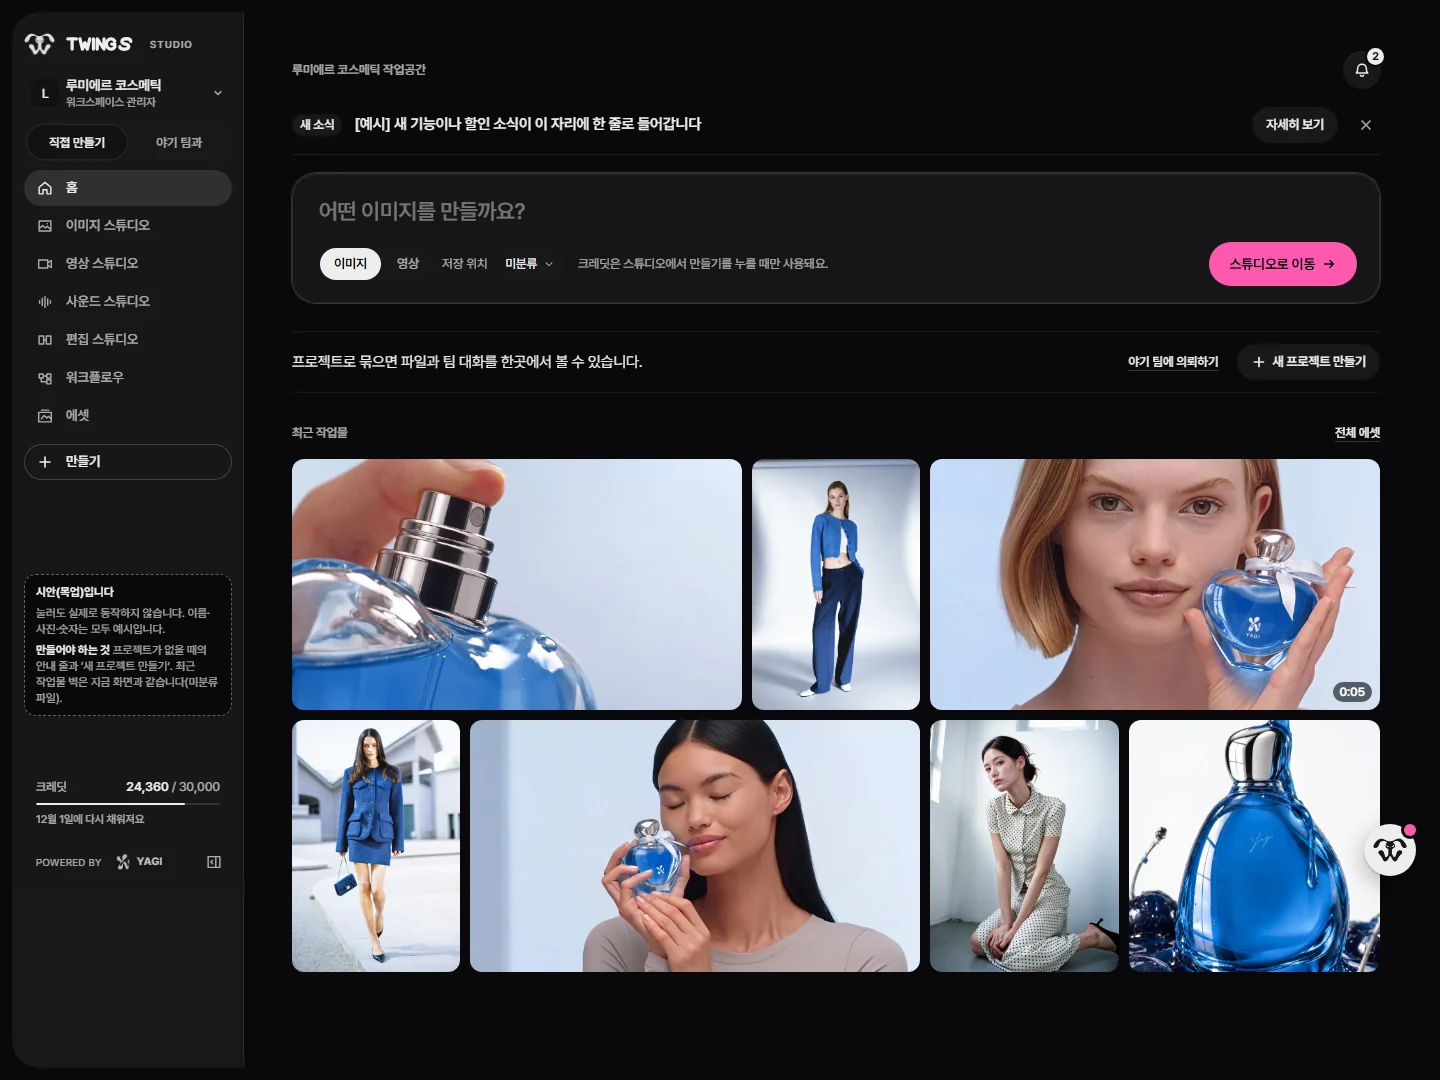 TWINGS STUDIO
L
루미에르 코스메틱
워크스페이스 관리자
직접 만들기
야기 팀과
홈
이미지 스튜디오
영상 스튜디오
사운드 스튜디오
편집 스튜디오
워크플로우
에셋
만들기
시안(목업)입니다
눌러도 실제로 동작하지 않습니다. 이름·
사진·숫자는 모두 예시입니다.
만들어야 하는 것 프로젝트가 없을 때의
안내 줄과 ‘새 프로젝트 만들기’. 최근
작업물 벽은 지금 화면과 같습니다(미분류
파일).
크레딧 24,360 / 30,000
12월 1일에 다시 채워져요
POWERED BY YAGI
루미에르 코스메틱 작업공간
2
새 소식 [예시] 새 기능이나 할인 소식이 이 자리에 한 줄로 들어갑니다
자세히 보기
어떤 이미지를 만들까요?
이미지 영상 저장 위치 미분류 크레딧은 스튜디오에서 만들기를 누를 때만 사용돼요.
스튜디오로 이동
프로젝트로 묶으면 파일과 팀 대화를 한곳에서 볼 수 있습니다.
야기 팀에 의뢰하기
새 프로젝트 만들기
최근 작업물
전체 에셋
YAGI
0:05